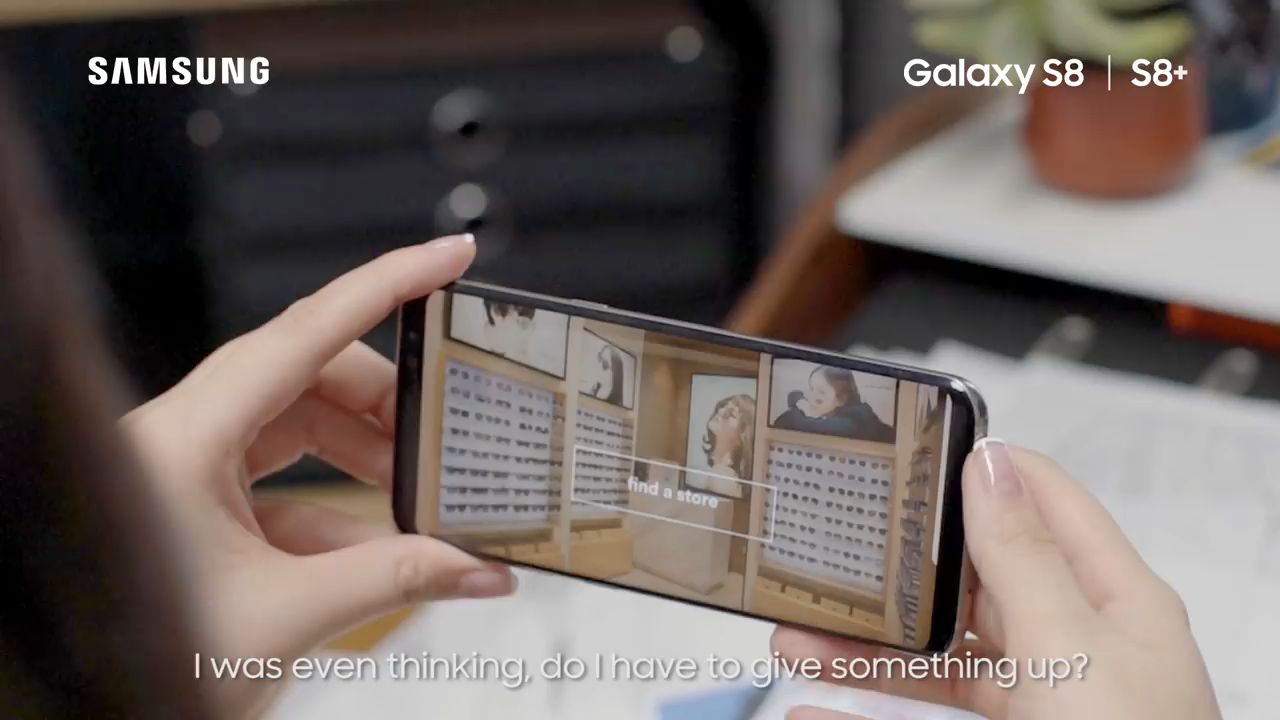 SAMSUNG
Galaxy S8 | S8+
find a store
I was even thinking, do I have to give something up?